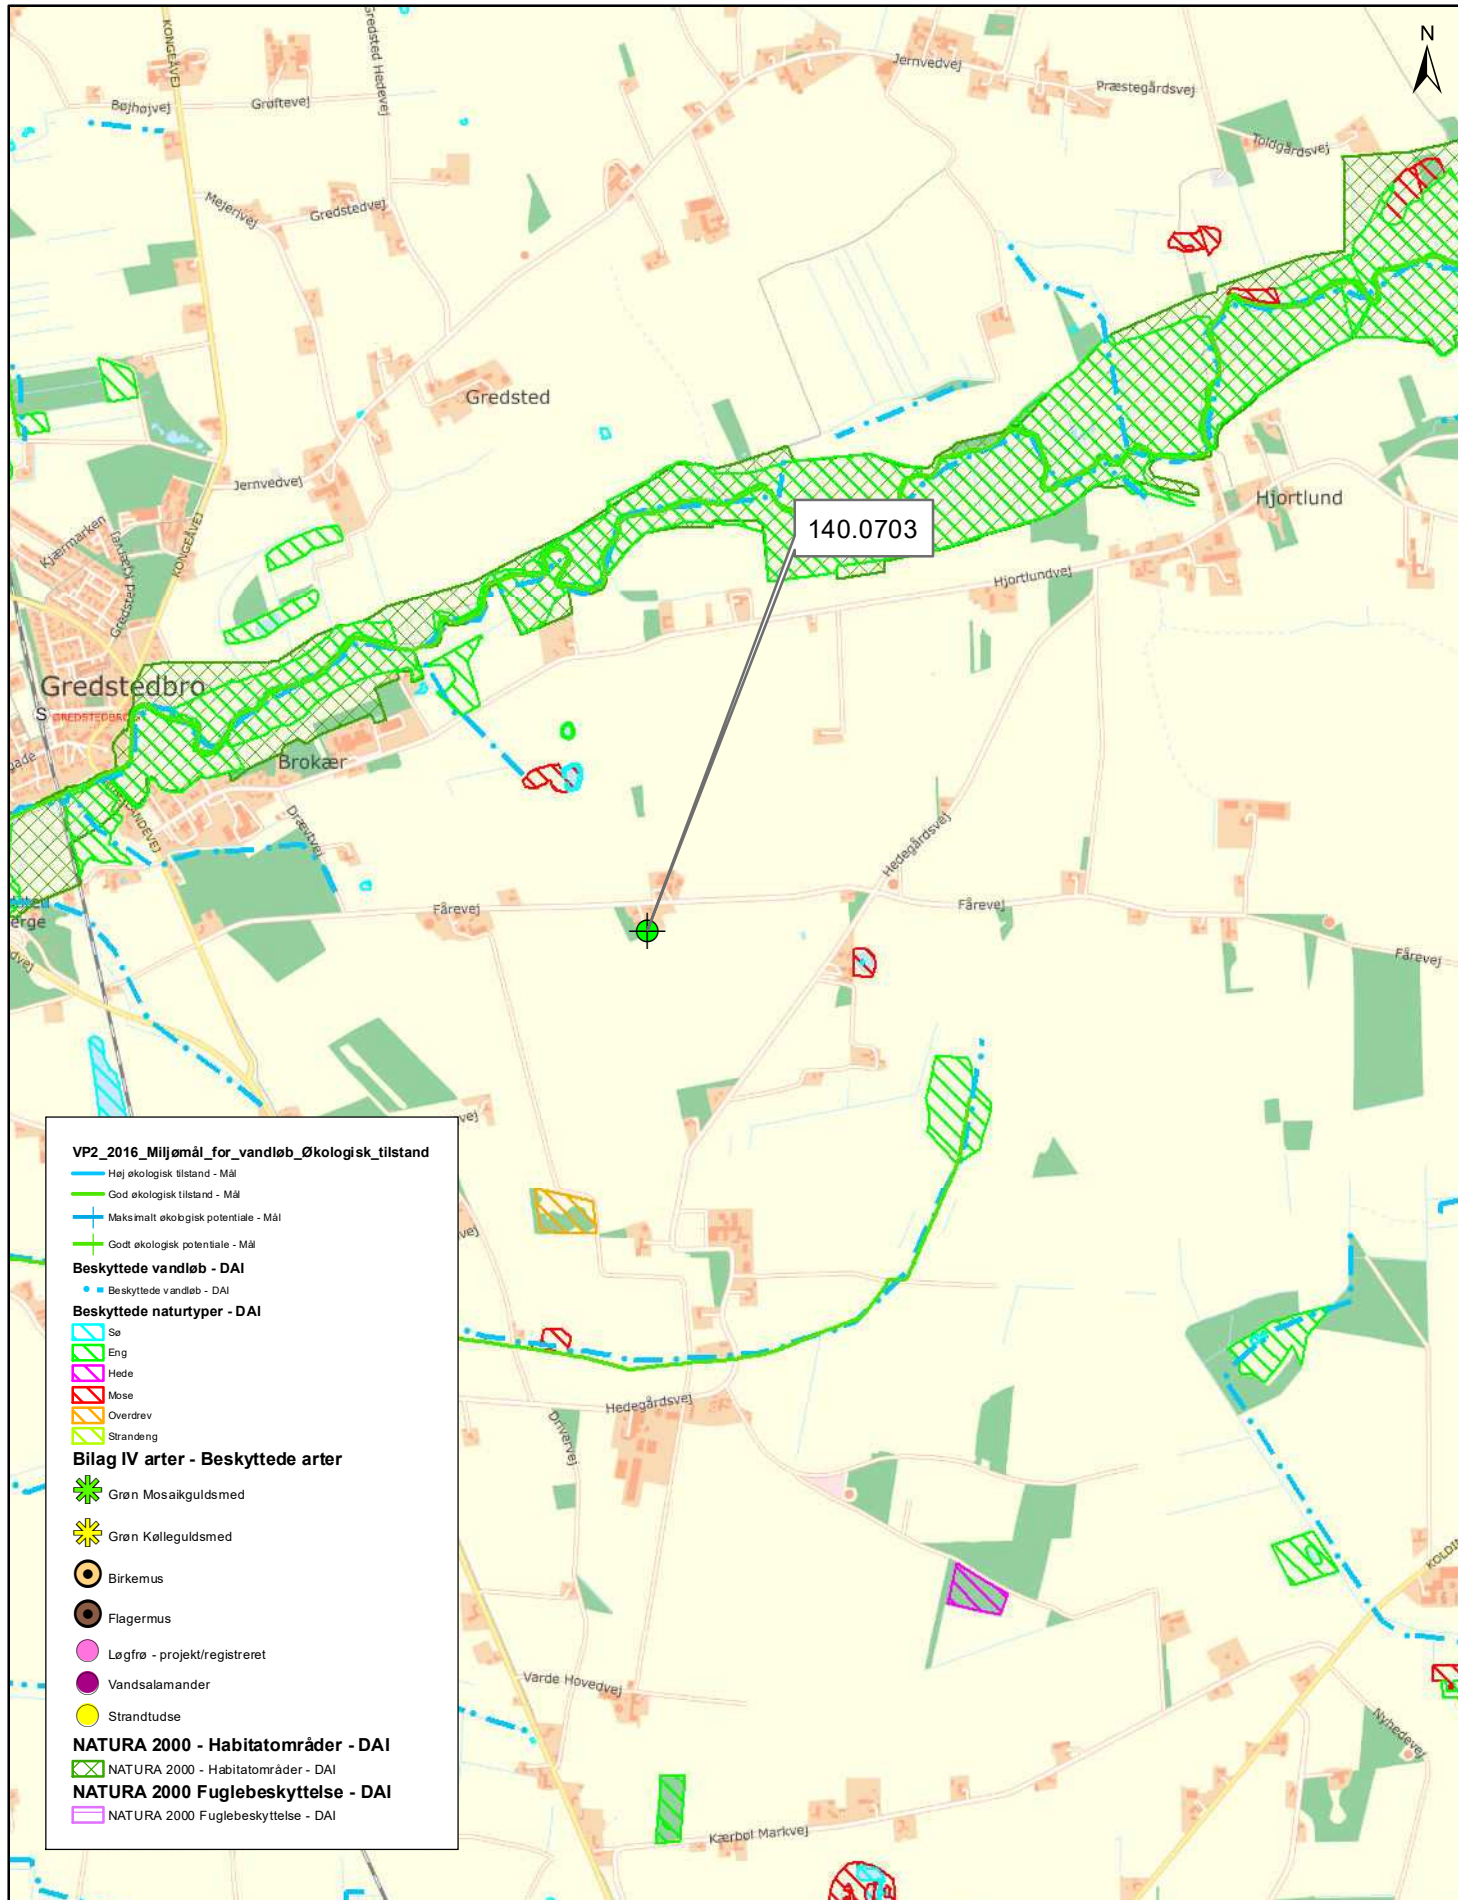 N
KONGEÅVEJ
Gredsted Hedevej
Jernvedvej
Præstegårdsvej
Bøjhøjvej
Grøftevej
Toldgårdsvej
Mejerivej
Gredstedvej
Gredsted
Jernvedvej
Hjortlund
Kjærmarken
Gredsted Kjærvej
KONGEÅVEJ
140.0703
Hjortlundvej
Gredstedbro
S GREDSTEDBRO
Brokær
Drævtvej
Hedegårdsvej
Fårevej
Fårevej
Fårevej
VP2_2016_Miljømål_for_vandløb_Økologisk_tilstand
Høj økologisk tilstand - Mål
God økologisk tilstand - Mål
Maksimalt økologisk potentiale - Mål
Godt økologisk potentiale - Mål
Beskyttede vandløb - DAI
Beskyttede vandløb - DAI
Beskyttede naturtyper - DAI
Sø
Eng
Hede
Mose
Overdrev
Strandeng
Bilag IV arter - Beskyttede arter
Grøn Mosaikguldsmed
Grøn Kølleguldsmed
Birkemus
Flagermus
Løgfrø - projekt/registreret
Vandsalamander
Strandtudse
NATURA 2000 - Habitatområder - DAI
NATURA 2000 - Habitatområder - DAI
NATURA 2000 Fuglebeskyttelse - DAI
NATURA 2000 Fuglebeskyttelse - DAI
Hedegårdsvej
Drivervej
Varde Hovedvej
Nyhedevej
Kærbøl Markvej